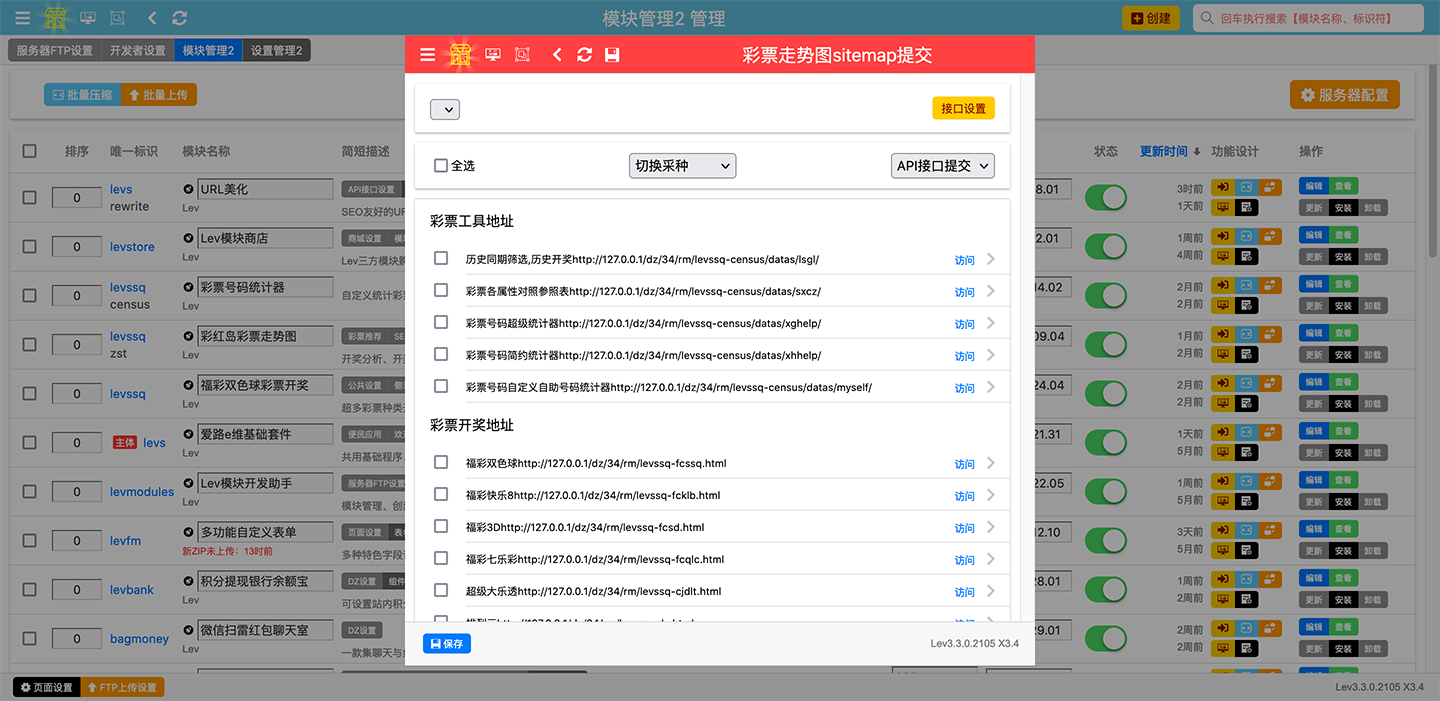 模块管理2 管理
创建
回车执行搜索【模块名称、标识符】
服务器FTP设置 开发者设置 模块管理2 设置管理2
批量压缩 批量上传
服务器配置
排序 唯一标识 模块名称 简短描述 状态 更新时间 功能设计 操作
0 levs rewrite URL美化 Lev API接口设置 8.01 3时前 1天前 编辑 查看 更新 安装 卸载
0 levstore Lev模块商店 Lev 商城设置 2.01 1周前 4周前 编辑 查看 更新 安装 卸载
Lev三方模块购
0 levssq census 彩票号码统计器 Lev 自定义统计彩 14.02 2月前 2月前 编辑 查看 更新 安装 卸载
0 levssq zst 彩红岛彩票走势图 Lev 彩票推荐 SE 09.04 1月前 2月前 编辑 查看 更新 安装 卸载
开奖分析、开
0 levssq 福彩双色球彩票开奖 Lev 公共设置 24.04 2月前 2月前 编辑 查看 更新 安装 卸载
超多彩票种类
0 主体 levs 爱路e维基础套件 Lev 便民应用 21.31 1天前 5月前 编辑 查看 更新 安装 卸载
共用基础程序
0 levmodules Lev模块开发助手 Lev 服务器FTP设置 22.05 1周前 5月前 编辑 查看 更新 安装 卸载
模块管理、创
0 levfm 多功能自定义表单 新ZIP未上传：13时前 页面设置 12.10 3天前 5月前 编辑 查看 更新 安装 卸载
多种特色字段
0 levbank 积分提现银行余额宝 Lev DZ设置 组件 28.01 1周前 2周前 编辑 查看 更新 安装 卸载
可设置站内积
0 bagmoney 微信扫雷红包聊天室 Lev DZ设置 29.01 2周前 2周前 编辑 查看 更新 安装 卸载
一款集聊天与
页面设置 FTP上传设置
Lev3.3.0.2105 X3.4
彩票走势图sitemap提交
接口设置
全选 切换采种 API接口提交
彩票工具地址
历史同期筛选,历史开奖http://127.0.0.1/dz/34/rm/levssq-census/datas/lsgl/ 访问
彩票各属性对照参照表http://127.0.0.1/dz/34/rm/levssq-census/datas/sxcz/ 访问
彩票号码超级统计器http://127.0.0.1/dz/34/rm/levssq-census/datas/xghelp/ 访问
彩票号码简约统计器http://127.0.0.1/dz/34/rm/levssq-census/datas/xhhelp/ 访问
彩票号码自定义自助号码统计器http://127.0.0.1/dz/34/rm/levssq-census/datas/myself/ 访问
彩票开奖地址
福彩双色球http://127.0.0.1/dz/34/rm/levssq-fcssq.html 访问
福彩快乐8http://127.0.0.1/dz/34/rm/levssq-fcklb.html 访问
福彩3Dhttp://127.0.0.1/dz/34/rm/levssq-fcsd.html 访问
福彩七乐彩http://127.0.0.1/dz/34/rm/levssq-fcqlc.html 访问
超级大乐透http://127.0.0.1/dz/34/rm/levssq-cjdlt.html 访问
保存
Lev3.3.0.2105 X3.4